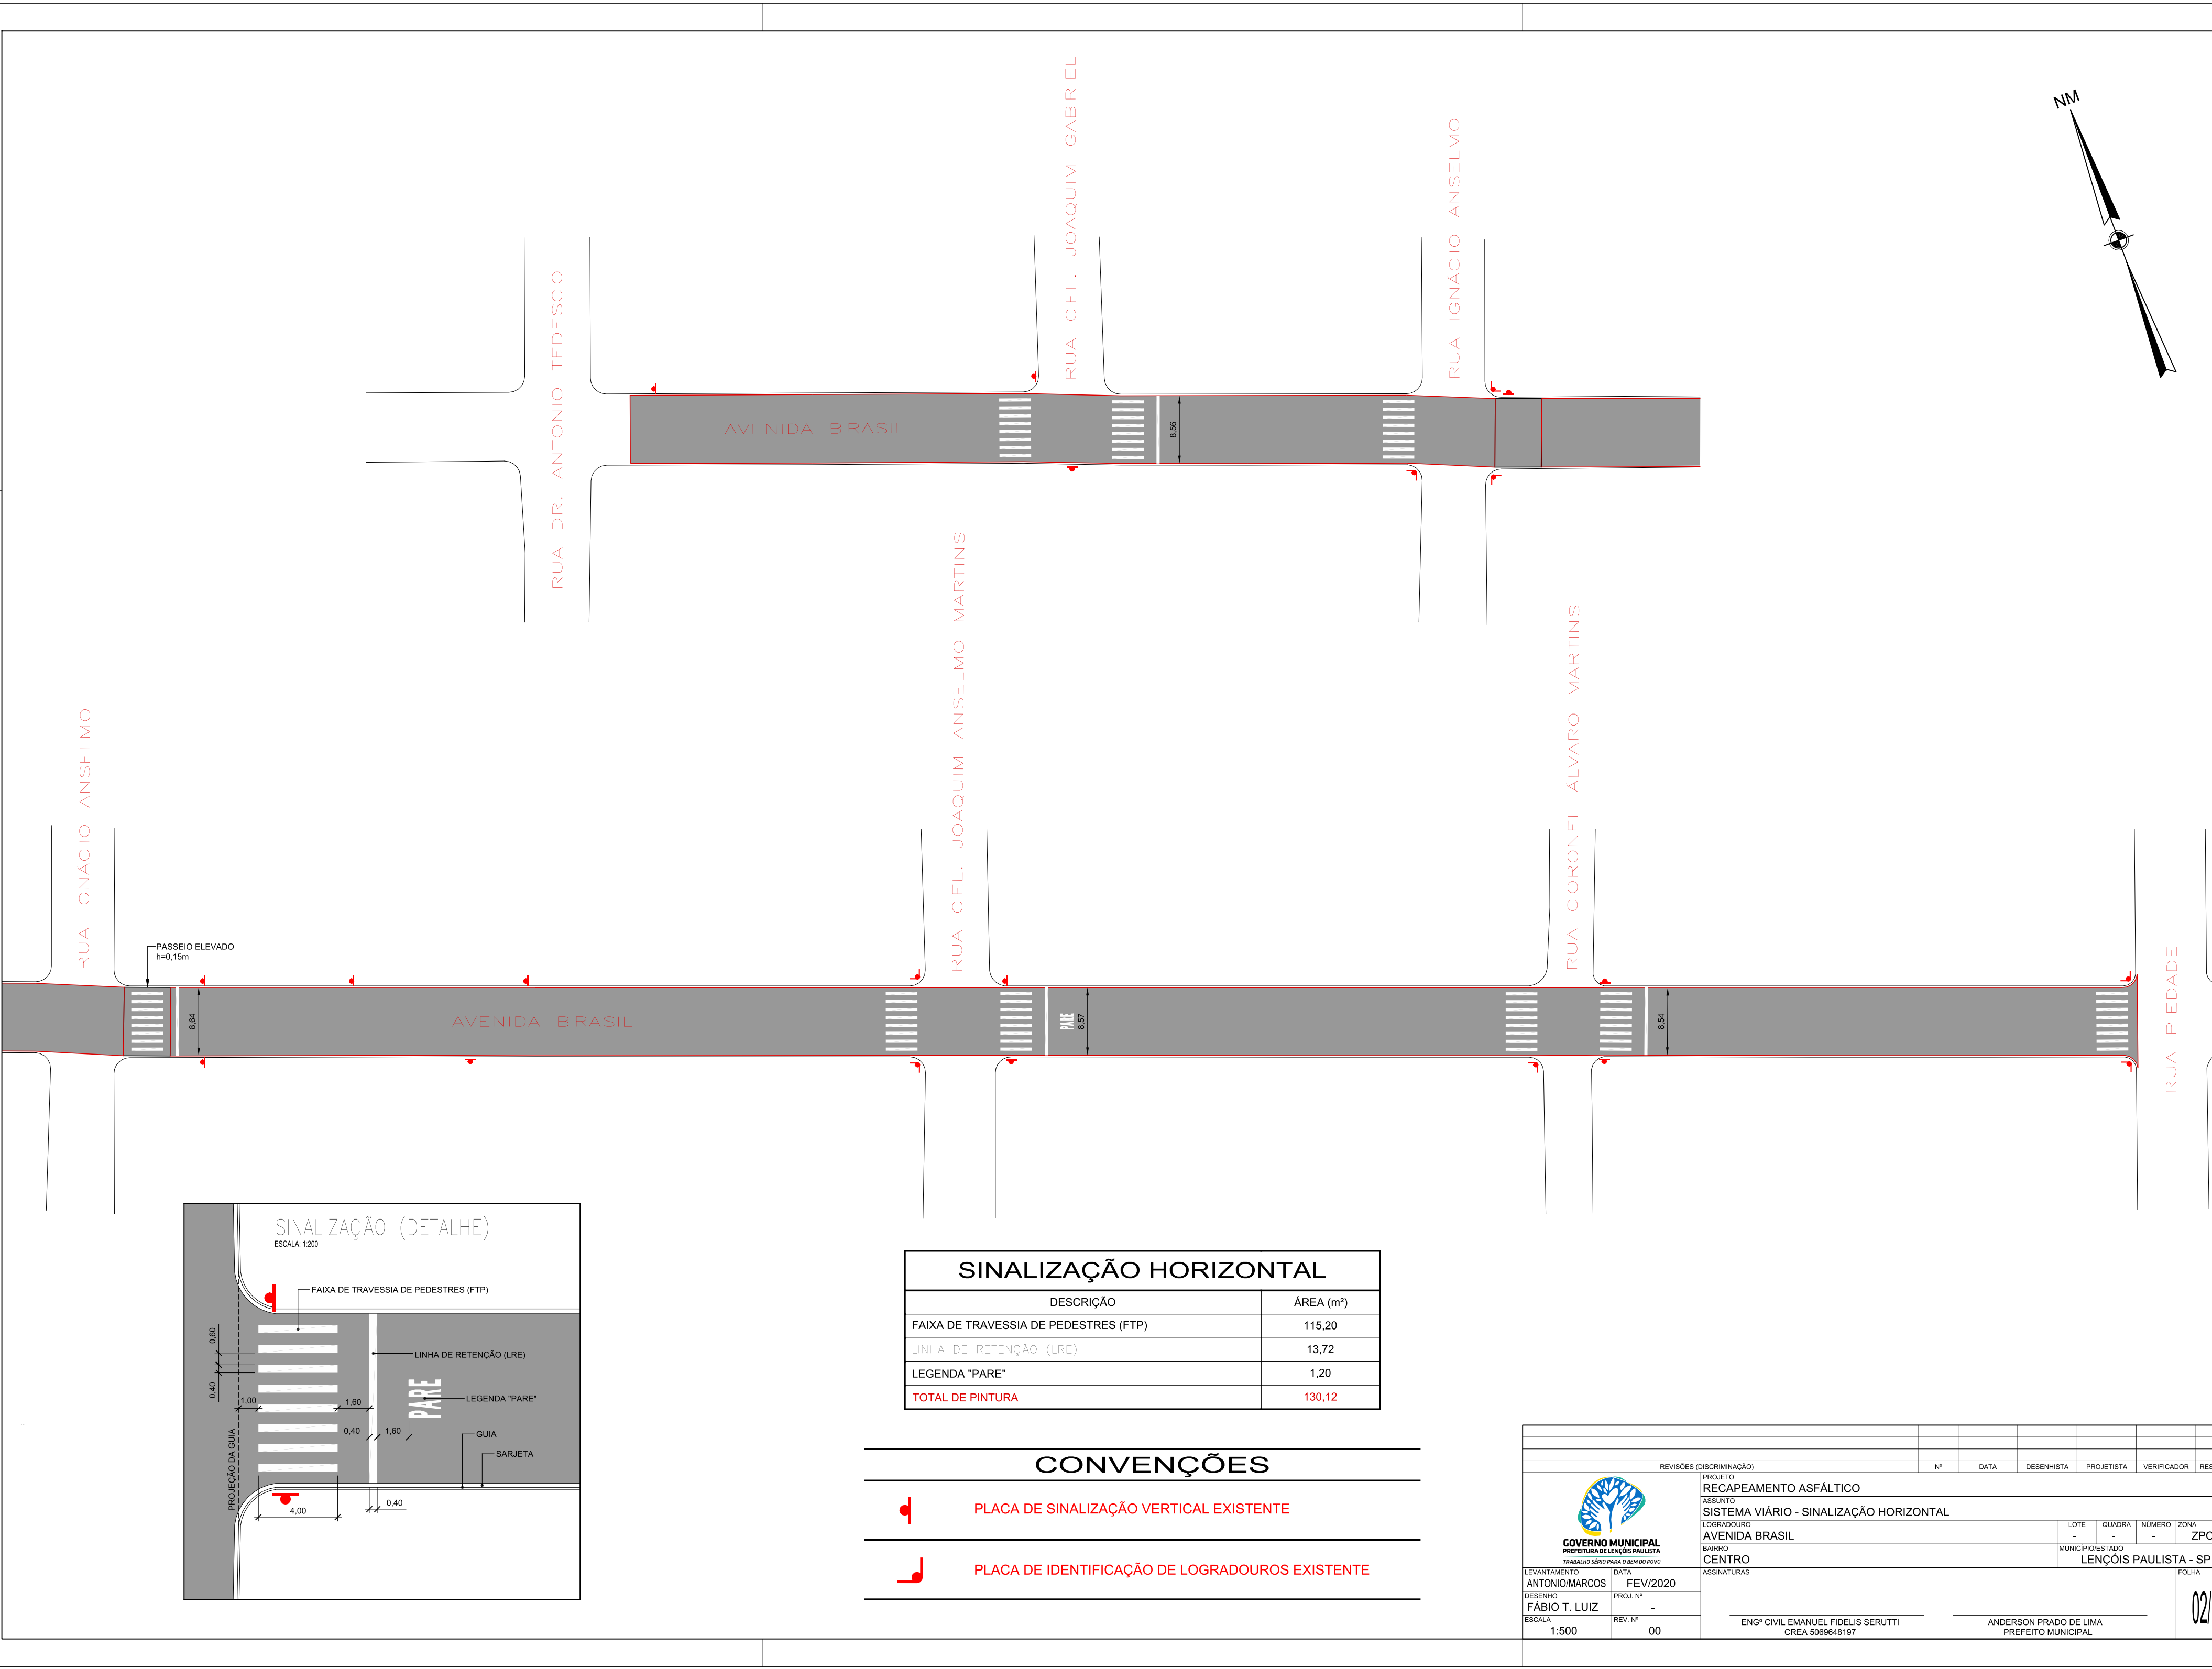 NM
RUA DR. ANTONIO TEDESCO
RUA CEL. JOAQUIM GABRIEL
RUA IGNÁCIO ANSELMO
AVENIDA BRASIL
8,56
RUA IGNÁCIO ANSELMO
RUA CEL. JOAQUIM ANSELMO MARTINS
RUA CORONEL ÁLVARO MARTINS
RUA PIEDADE
PASSEIO ELEVADO
h=0,15m
8,64
AVENIDA BRASIL
PARE
8,57
8,54
SINALIZAÇÃO (DETALHE)
ESCALA: 1:200
FAIXA DE TRAVESSIA DE PEDESTRES (FTP)
0,60
0,40
LINHA DE RETENÇÃO (LRE)
1,00
1,60
PARE
LEGENDA "PARE"
0,40
1,60
GUIA
SARJETA
PROJEÇÃO DA GUIA
4,00
0,40
SINALIZAÇÃO HORIZONTAL
DESCRIÇÃO ÁREA (m²)
FAIXA DE TRAVESSIA DE PEDESTRES (FTP) 115,20
LINHA DE RETENÇÃO (LRE) 13,72
LEGENDA "PARE" 1,20
TOTAL DE PINTURA 130,12
CONVENÇÕES
PLACA DE SINALIZAÇÃO VERTICAL EXISTENTE
PLACA DE IDENTIFICAÇÃO DE LOGRADOUROS EXISTENTE
REVISÕES (DISCRIMINAÇÃO) Nº DATA DESENHISTA PROJETISTA VERIFICADOR RES
GOVERNO MUNICIPAL
PREFEITURA DE LENÇÓIS PAULISTA
TRABALHO SÉRIO PARA O BEM DO POVO
PROJETO
RECAPEAMENTO ASFÁLTICO
ASSUNTO
SISTEMA VIÁRIO - SINALIZAÇÃO HORIZONTAL
LOGRADOURO LOTE QUADRA NÚMERO ZONA
AVENIDA BRASIL - - - ZPC
BAIRRO MUNICÍPIO/ESTADO
CENTRO LENÇÓIS PAULISTA - SP
LEVANTAMENTO DATA ASSINATURAS FOLHA
ANTONIO/MARCOS FEV/2020
DESENHO PROJ. Nº
FÁBIO T. LUIZ - 02/
ESCALA REV. Nº
1:500 00
ENGº CIVIL EMANUEL FIDELIS SERUTTI
CREA 5069648197
ANDERSON PRADO DE LIMA
PREFEITO MUNICIPAL